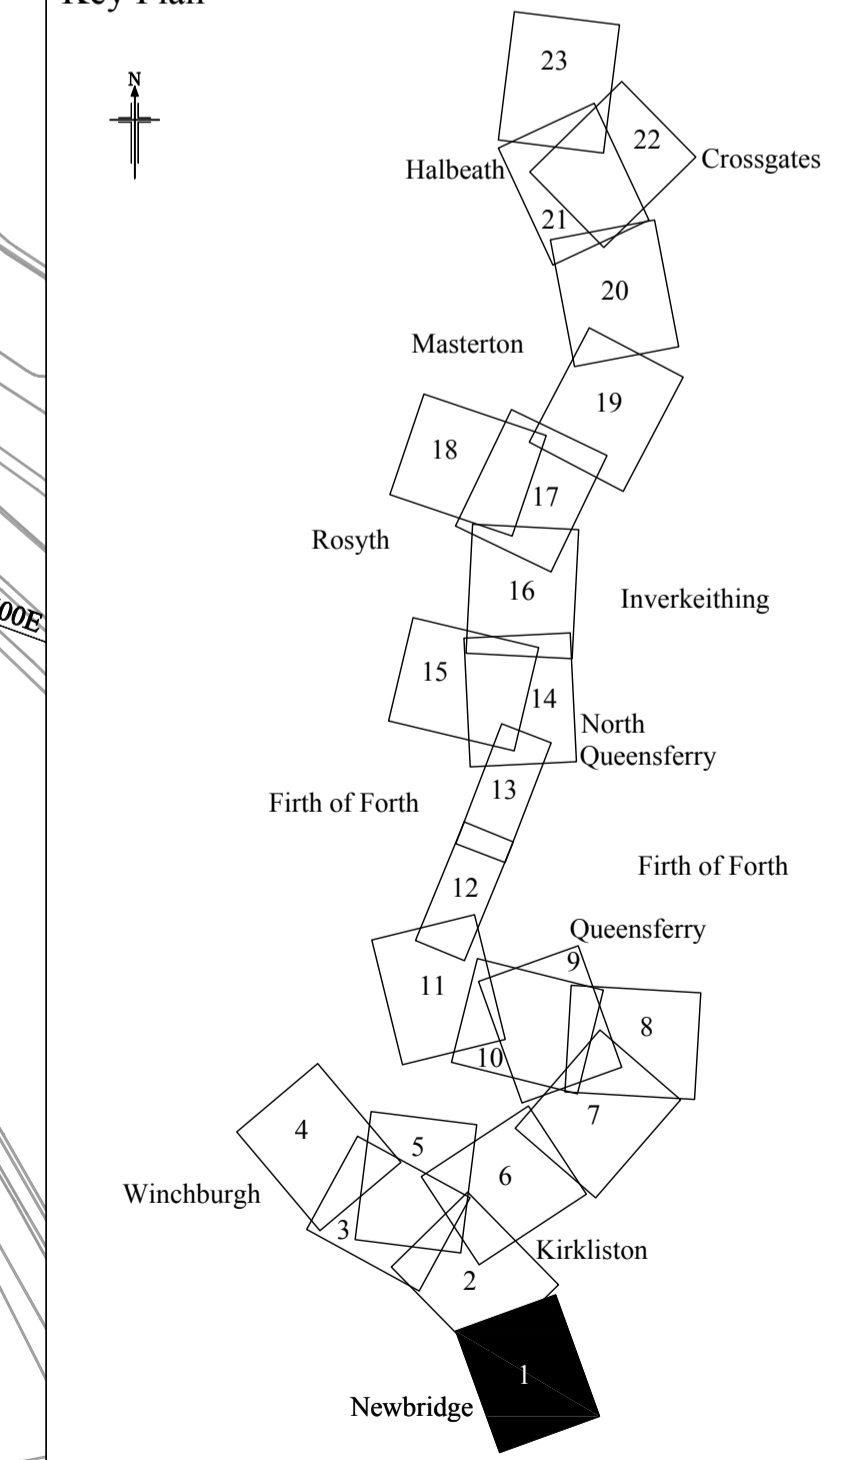 Key Plan
N
23
22
Halbeath
Crossgates
21
20
Masterton
19
18
17
Rosyth
16
Inverkeithing
00E
15
14
North
Queensferry
13
Firth of Forth
Firth of Forth
12
Queensferry
9
11
8
10
7
4
5
6
Winchburgh
3
Kirkliston
2
1
Newbridge